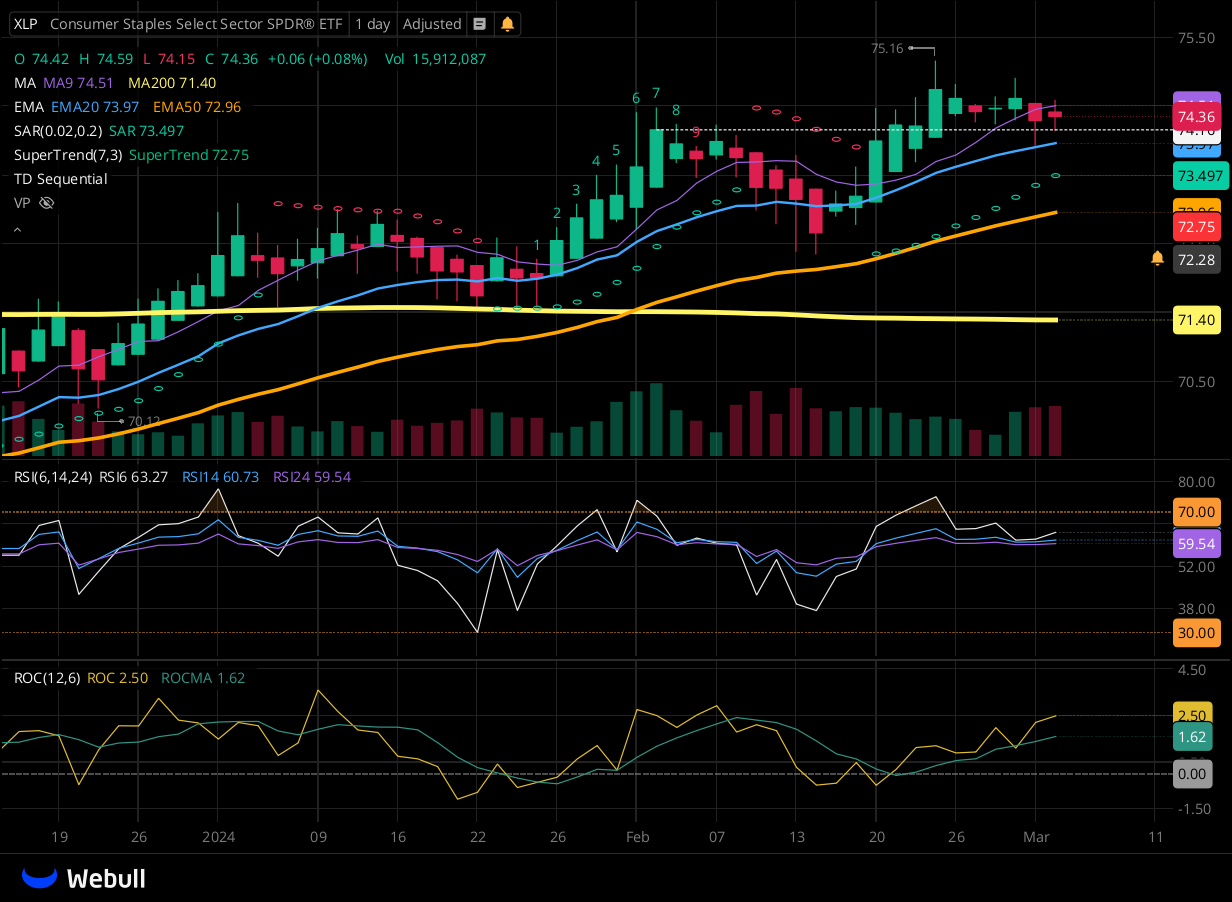 XLP Consumer Staples Select Sector SPDR® ETF 1 day Adjusted
O 74.42 H 74.59 L 74.15 C 74.36 +0.06 (+0.08%) Vol 15,912,087
MA MA9 74.51 MA200 71.40
EMA EMA20 73.97 EMA50 72.96
SAR(0.02,0.2) SAR 73.497
SuperTrend(7,3) SuperTrend 72.75
TD Sequential
VP
75.16
75.50
74.36
73.497
72.75
72.28
71.40
70.50
1 2 3 4 5 6 7 8 9
70.12
RSI(6,14,24) RSI6 63.27 RSI14 60.73 RSI24 59.54
80.00
70.00
59.54
52.00
38.00
30.00
ROC(12,6) ROC 2.50 ROCMA 1.62
4.50
2.50
1.62
0.00
-1.50
19 26 2024 09 16 22 26 Feb 07 13 20 26 Mar 11
Webull